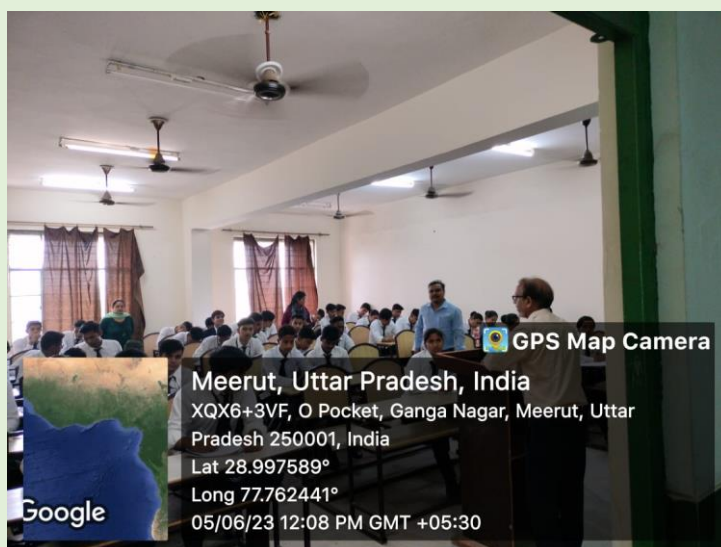 GPS Map Camera
Meerut, Uttar Pradesh, India
XQX6+3VF, O Pocket, Ganga Nagar, Meerut, Uttar
Pradesh 250001, India
Lat 28.997589°
Long 77.762441°
05/06/23 12:08 PM GMT +05:30
Google